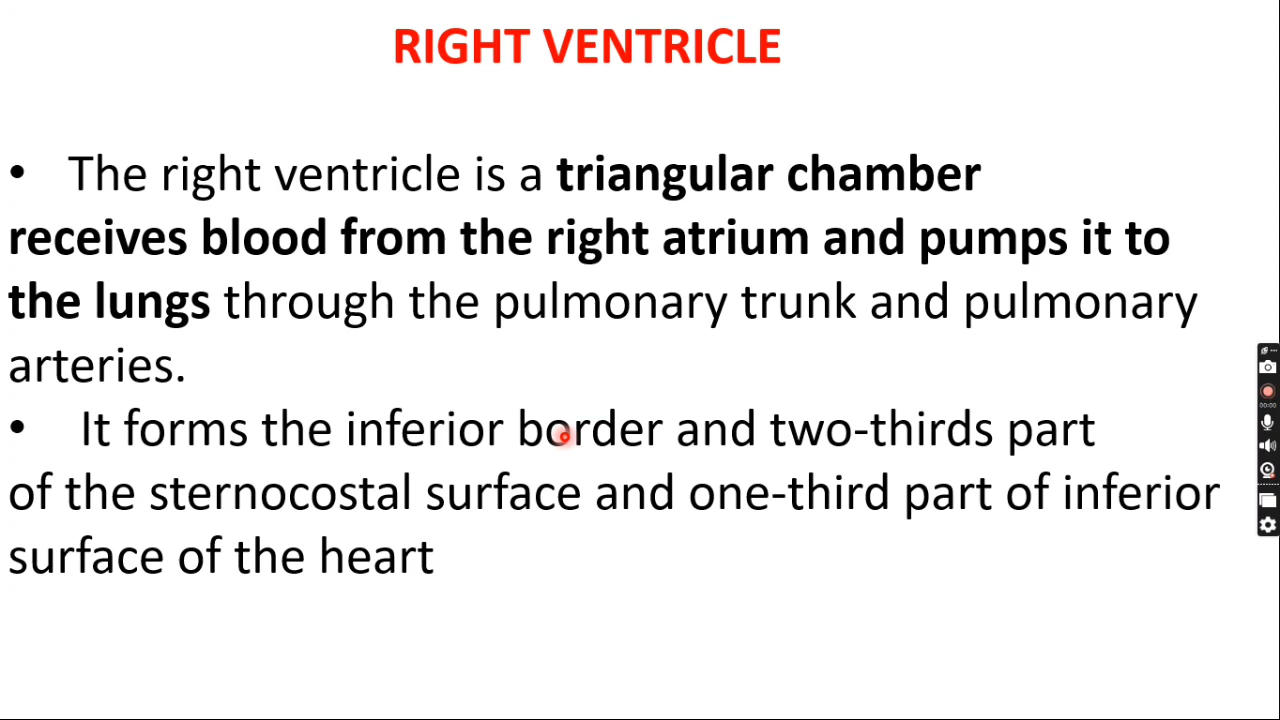 RIGHT VENTRICLE
• The right ventricle is a triangular chamber
receives blood from the right atrium and pumps it to
the lungs through the pulmonary trunk and pulmonary
arteries.
• It forms the inferior border and two-thirds part
of the sternocostal surface and one-third part of inferior
surface of the heart
00:00